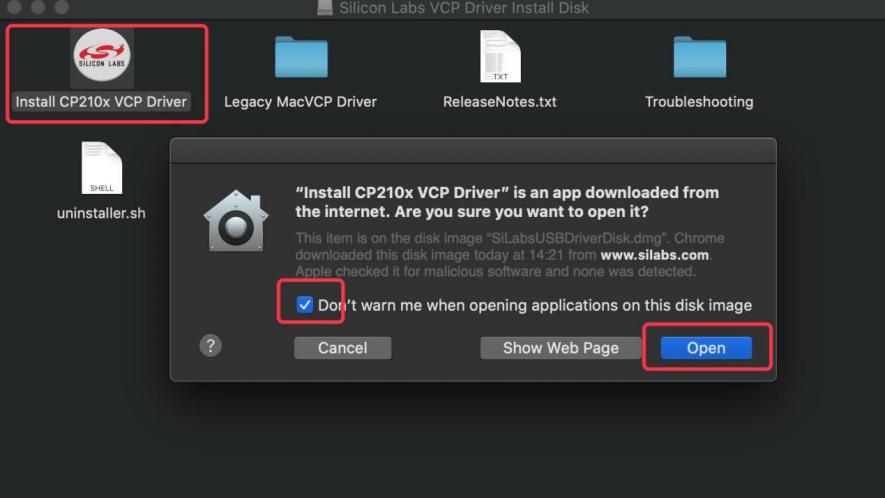 Silicon Labs VCP Driver Install Disk
SILICON LABS
TXT
Install CP210x VCP Driver
Legacy MacVCP Driver
ReleaseNotes.txt
Troubleshooting
SHELL
uninstaller.sh
“Install CP210x VCP Driver” is an app downloaded from
the internet. Are you sure you want to open it?
This item is on the disk image “SiLabsUSBDriverDisk.dmg”. Chrome
downloaded this disk image today at 14:21 from www.silabs.com.
Apple checked it for malicious software and none was detected.
Don't warn me when opening applications on this disk image
?
Cancel
Show Web Page
Open